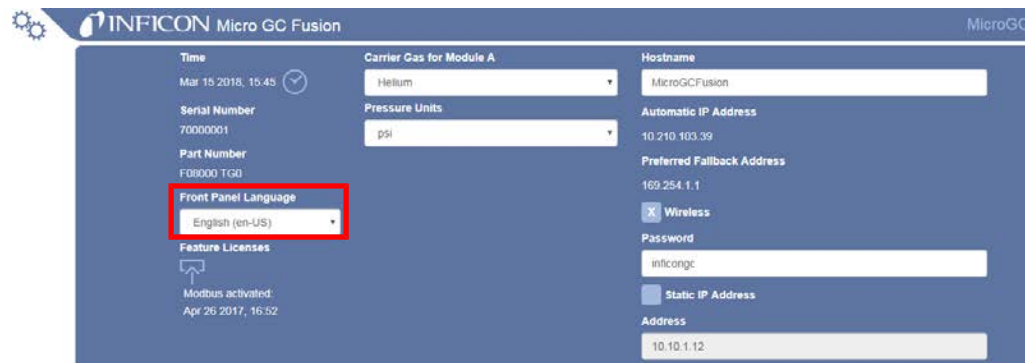 INFICON Micro GC Fusion
MicroGC
Time
Mar 15 2018, 15:45
Serial Number
70000001
Part Number
F08000 TG0
Front Panel Language
English (en-US)
Feature Licenses
Modbus activated:
Apr 26 2017, 16:52
Carrier Gas for Module A
Helium
Pressure Units
psi
Hostname
MicroGCFusion
Automatic IP Address
10.210.103.39
Preferred Fallback Address
169.254.1.1
X Wireless
Password
inficongc
Static IP Address
Address
10.10.1.12